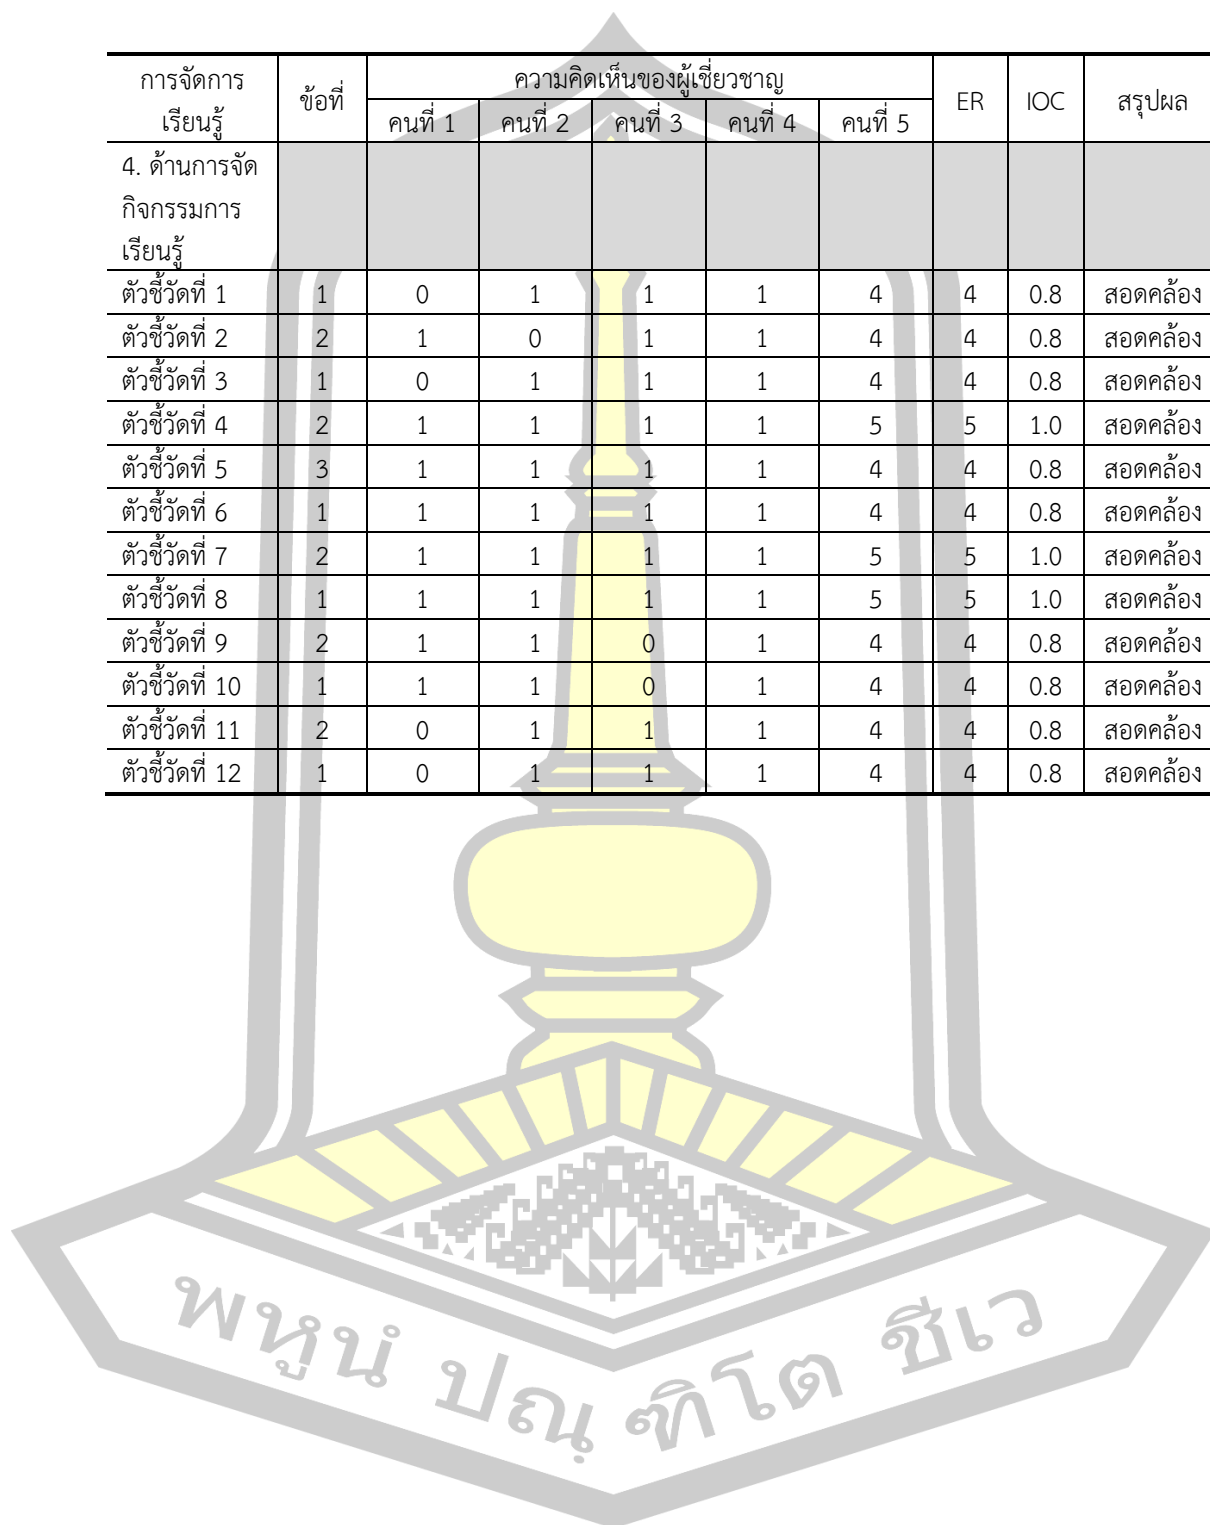 การจัดการเรียนรู้ ข้อที่ ความคิดเห็นของผู้เชี่ยวชาญ ER IOC สรุปผล
คนที่ 1 คนที่ 2 คนที่ 3 คนที่ 4 คนที่ 5
4. ด้านการจัด
กิจกรรมการ
เรียนรู้
ตัวชี้วัดที่ 1 1 0 1 1 1 4 4 0.8 สอดคล้อง
ตัวชี้วัดที่ 2 2 1 0 1 1 4 4 0.8 สอดคล้อง
ตัวชี้วัดที่ 3 1 0 1 1 1 4 4 0.8 สอดคล้อง
ตัวชี้วัดที่ 4 2 1 1 1 1 5 5 1.0 สอดคล้อง
ตัวชี้วัดที่ 5 3 1 1 1 1 4 4 0.8 สอดคล้อง
ตัวชี้วัดที่ 6 1 1 1 1 1 4 4 0.8 สอดคล้อง
ตัวชี้วัดที่ 7 2 1 1 1 1 5 5 1.0 สอดคล้อง
ตัวชี้วัดที่ 8 1 1 1 1 1 5 5 1.0 สอดคล้อง
ตัวชี้วัดที่ 9 2 1 1 0 1 4 4 0.8 สอดคล้อง
ตัวชี้วัดที่ 10 1 1 1 0 1 4 4 0.8 สอดคล้อง
ตัวชี้วัดที่ 11 2 0 1 1 1 4 4 0.8 สอดคล้อง
ตัวชี้วัดที่ 12 1 0 1 1 1 4 4 0.8 สอดคล้อง
พหูนํ ปณฺ ฑิโต ชีเว